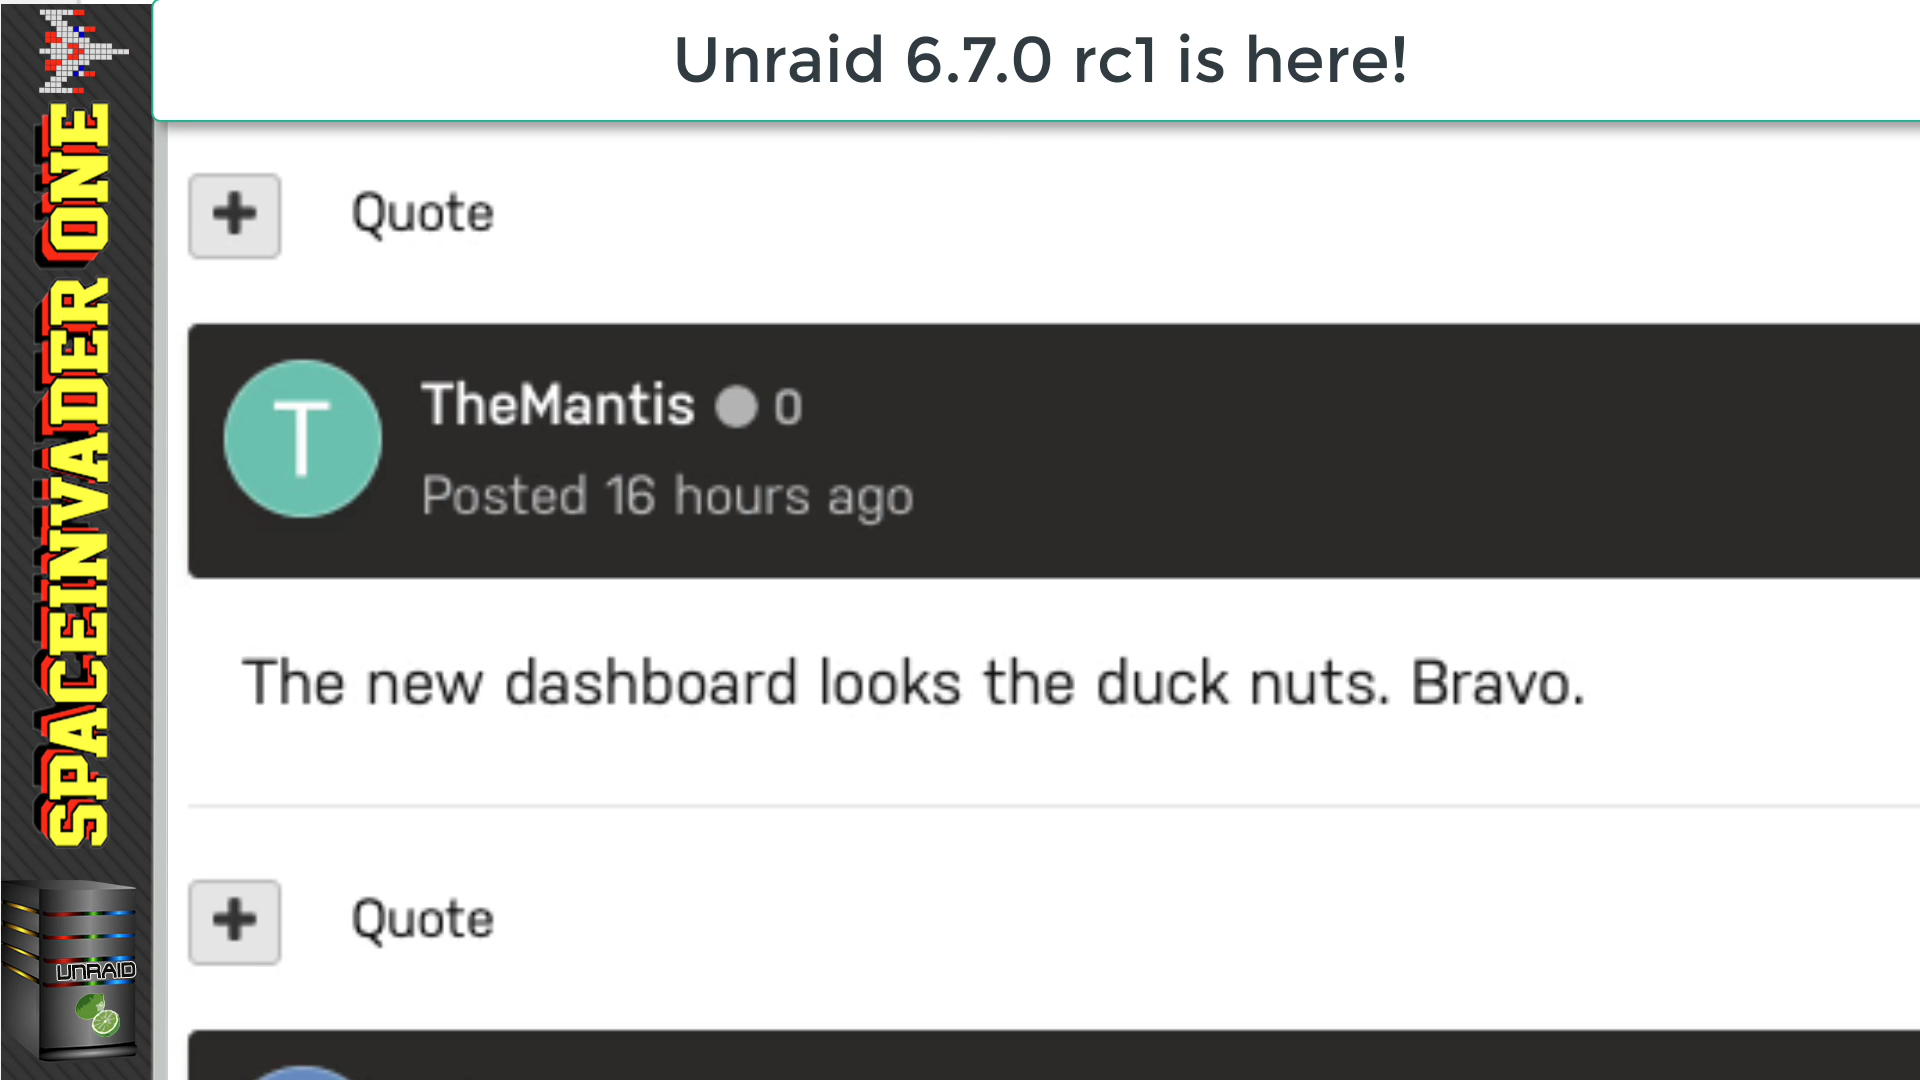 Unraid 6.7.0 rc1 is here!
SPACEINVADER ONE
+ Quote
T
TheMantis 0
Posted 16 hours ago
The new dashboard looks the duck nuts. Bravo.
+ Quote
UNRAID